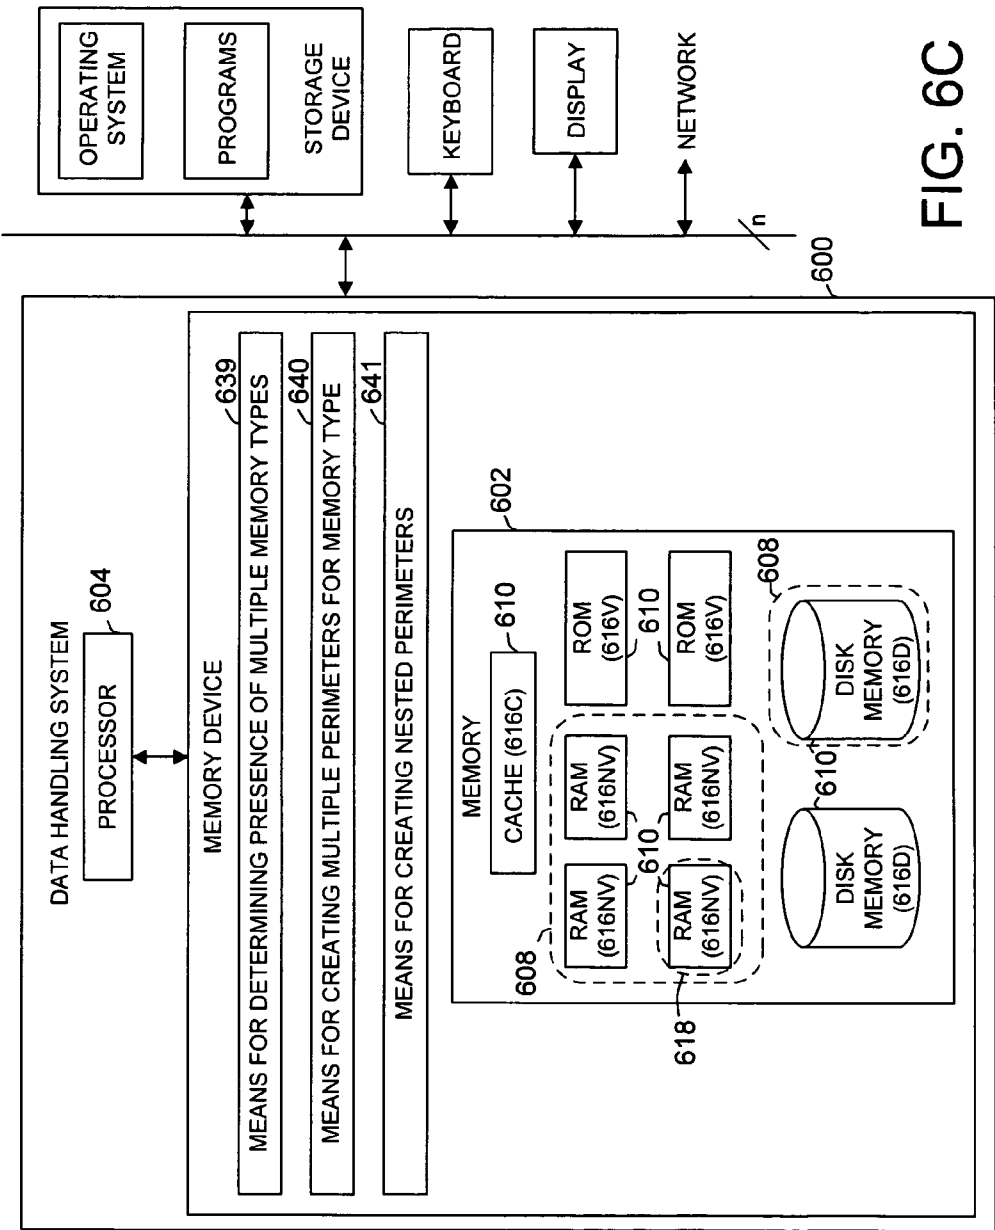 DATA HANDLING SYSTEM
PROCESSOR
604
MEMORY DEVICE
639
MEANS FOR DETERMINING PRESENCE OF MULTIPLE MEMORY TYPES
640
MEANS FOR CREATING MULTIPLE PERIMETERS FOR MEMORY TYPE
641
MEANS FOR CREATING NESTED PERIMETERS
602
MEMORY
CACHE (616C)
610
608
RAM
(616NV)
RAM
(616NV)
ROM
(616V)
610
610
RAM
(616NV)
RAM
(616NV)
ROM
(616V)
618
608
610
DISK
MEMORY
(616D)
DISK
MEMORY
(616D)
600
OPERATING
SYSTEM
PROGRAMS
STORAGE
DEVICE
KEYBOARD
DISPLAY
NETWORK
n
FIG. 6C